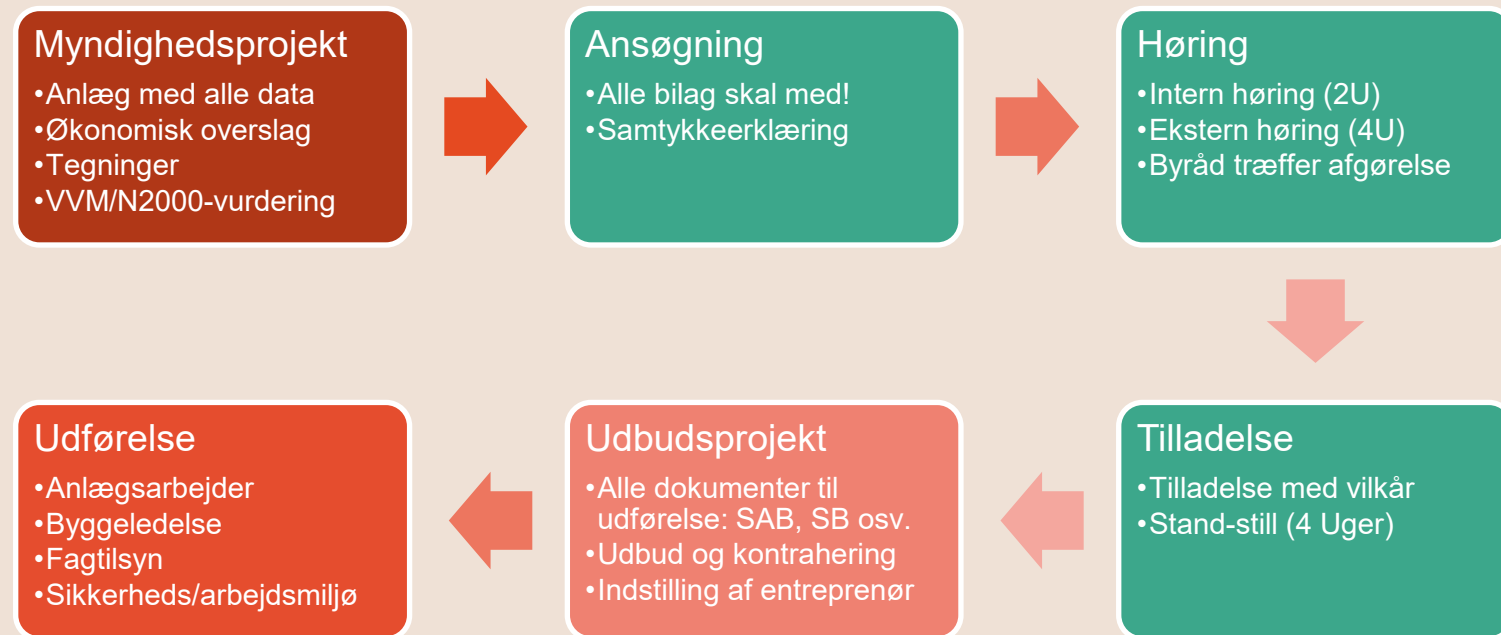 Myndighedsprojekt
•Anlæg med alle data
•Økonomisk overslag
•Tegninger
•VVM/N2000-vurdering
Ansøgning
•Alle bilag skal med!
•Samtykkeerklæring
Høring
•Intern høring (2U)
•Ekstern høring (4U)
•Byråd træffer afgørelse
Tilladelse
•Tilladelse med vilkår
•Stand-still (4 Uger)
Udbudsprojekt
•Alle dokumenter til
udførelse: SAB, SB osv.
•Udbud og kontrahering
•Indstilling af entreprenør
Udførelse
•Anlægsarbejder
•Byggeledelse
•Fagtilsyn
•Sikkerheds/arbejdsmiljø